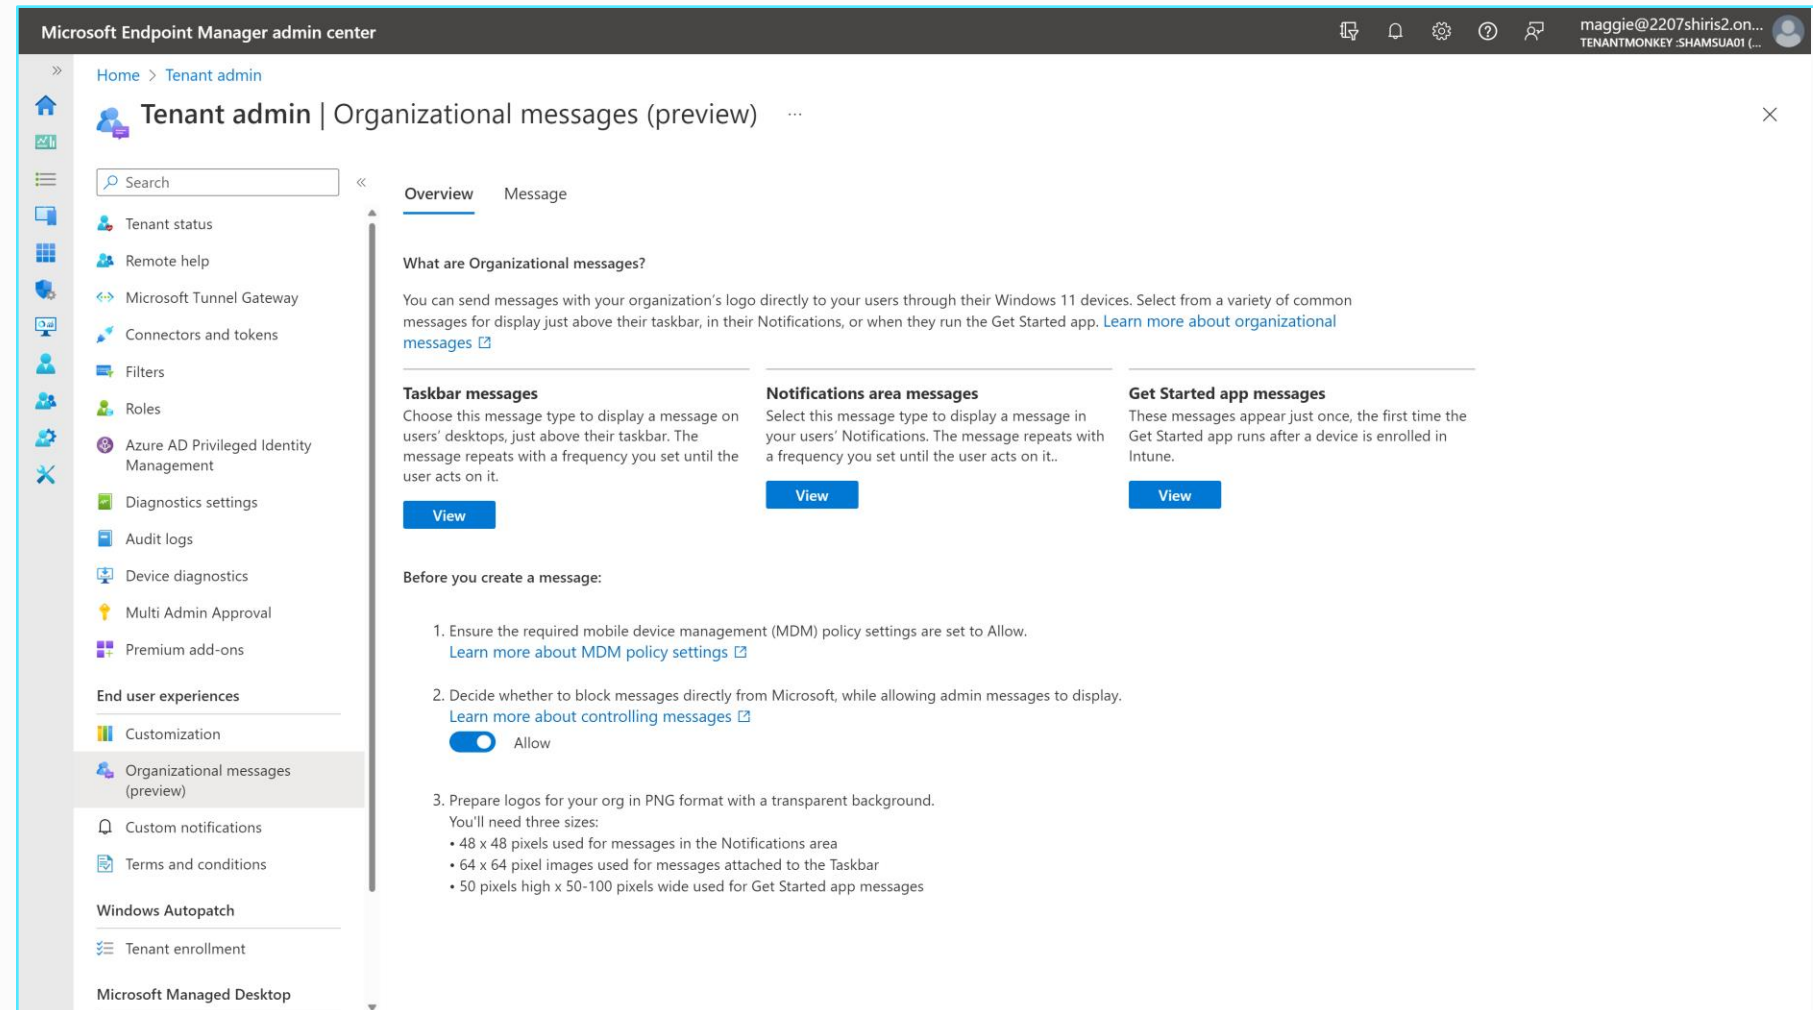 Microsoft Endpoint Manager admin center
maggie@2207shiris2.on...
TENANTMONKEY :SHAMSUA01 (...
Home > Tenant admin
Tenant admin | Organizational messages (preview) ...
Search
Tenant status
Remote help
Microsoft Tunnel Gateway
Connectors and tokens
Filters
Roles
Azure AD Privileged Identity
Management
Diagnostics settings
Audit logs
Device diagnostics
Multi Admin Approval
Premium add-ons
End user experiences
Customization
Organizational messages
(preview)
Custom notifications
Terms and conditions
Windows Autopatch
Tenant enrollment
Microsoft Managed Desktop
Overview Message
What are Organizational messages?
You can send messages with your organization's logo directly to your users through their Windows 11 devices. Select from a variety of common
messages for display just above their taskbar, in their Notifications, or when they run the Get Started app. Learn more about organizational
messages
Taskbar messages
Choose this message type to display a message on
users' desktops, just above their taskbar. The
message repeats with a frequency you set until the
user acts on it.
View
Notifications area messages
Select this message type to display a message in
your users' Notifications. The message repeats with
a frequency you set until the user acts on it..
View
Get Started app messages
These messages appear just once, the first time the
Get Started app runs after a device is enrolled in
Intune.
View
Before you create a message:
1. Ensure the required mobile device management (MDM) policy settings are set to Allow.
Learn more about MDM policy settings
2. Decide whether to block messages directly from Microsoft, while allowing admin messages to display.
Learn more about controlling messages
Allow
3. Prepare logos for your org in PNG format with a transparent background.
You'll need three sizes:
• 48 x 48 pixels used for messages in the Notifications area
• 64 x 64 pixel images used for messages attached to the Taskbar
• 50 pixels high x 50-100 pixels wide used for Get Started app messages